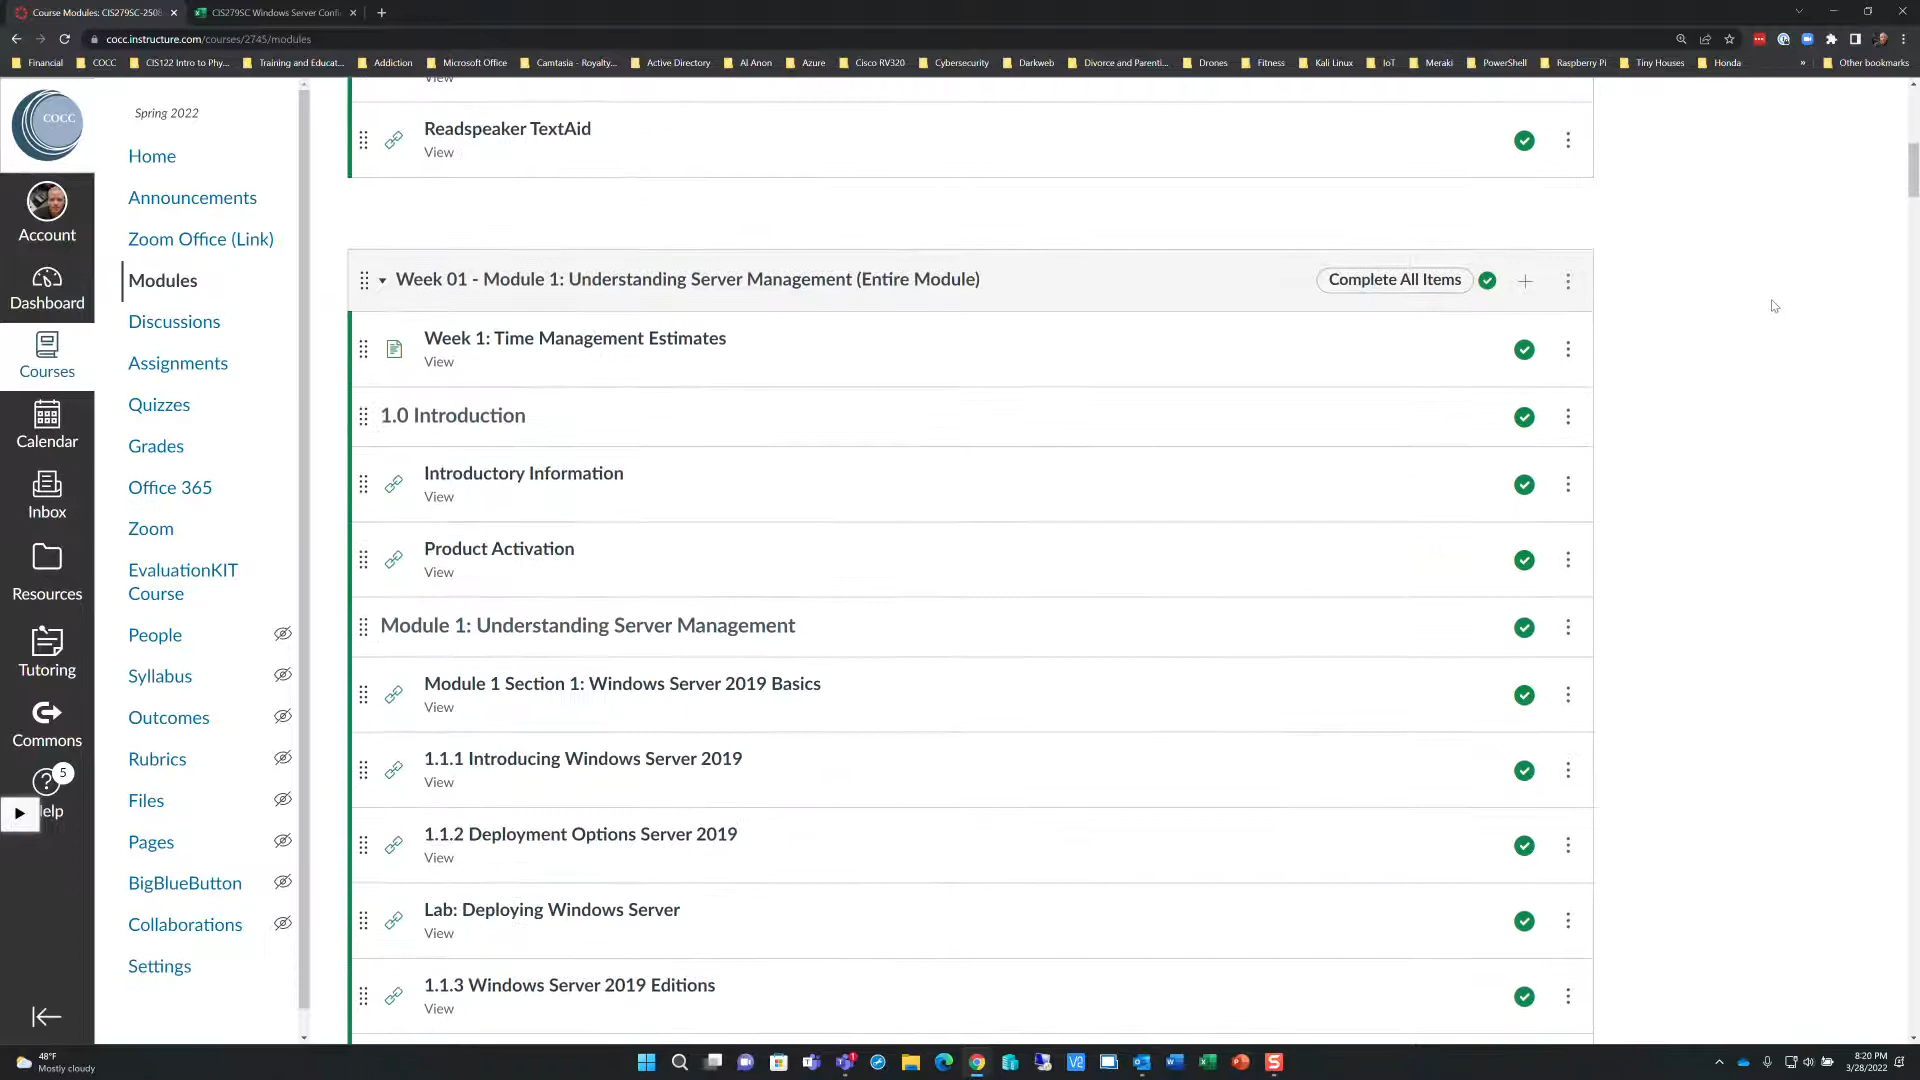 Course Modules: CIS279SC-2508
CIS279SC Windows Server Confi
cocc.instructure.com/courses/2745/modules
Financial
COCC
CIS122 Intro to Phy...
Training and Educat...
Addiction
Microsoft Office
Camtasia - Royalty...
Active Directory
Al Anon
Azure
Cisco RV320
Cybersecurity
Darkweb
Divorce and Parenti...
Drones
Fitness
Kali Linux
IoT
Meraki
PowerShell
Raspberry Pi
Tiny Houses
Honda
»
Other bookmarks
COCC
Account
Dashboard
Courses
Calendar
Inbox
Resources
Tutoring
Commons
5
elp
Spring 2022
Home
Announcements
Zoom Office (Link)
Modules
Discussions
Assignments
Quizzes
Grades
Office 365
Zoom
EvaluationKIT
Course
People
Syllabus
Outcomes
Rubrics
Files
Pages
BigBlueButton
Collaborations
Settings
View
Readspeaker TextAid
View
Week 01 - Module 1: Understanding Server Management (Entire Module)
Complete All Items
Week 1: Time Management Estimates
View
1.0 Introduction
Introductory Information
View
Product Activation
View
Module 1: Understanding Server Management
Module 1 Section 1: Windows Server 2019 Basics
View
1.1.1 Introducing Windows Server 2019
View
1.1.2 Deployment Options Server 2019
View
Lab: Deploying Windows Server
View
1.1.3 Windows Server 2019 Editions
View
48°F
Mostly cloudy
8:20 PM
3/28/2022